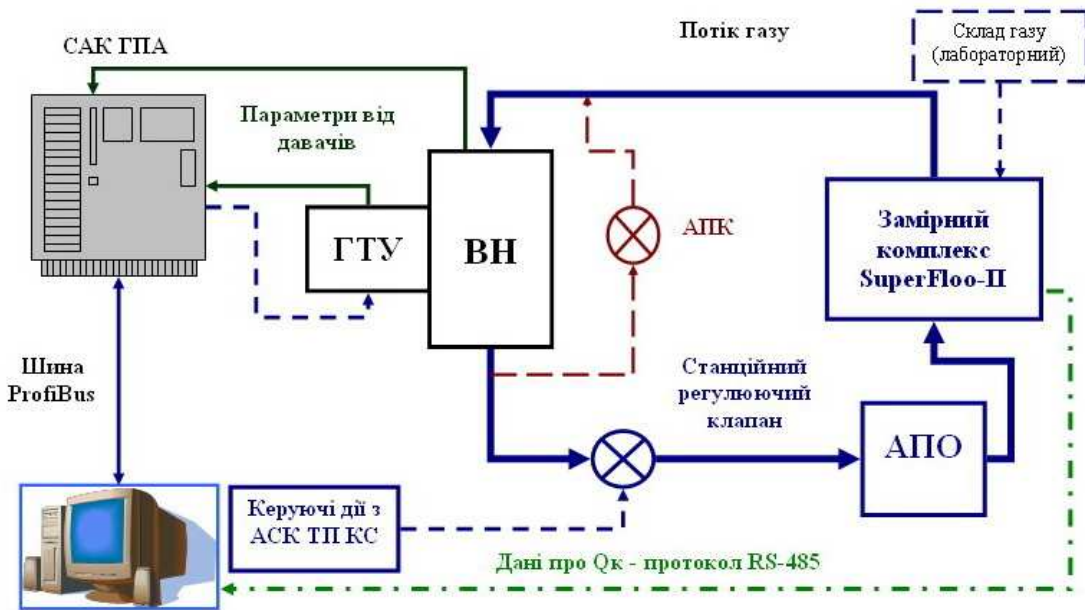 САК ГПА
Потік газу
Склад газу
(лабораторний)
Параметри від
давачів
ГТУ
ВН
АПК
Замірний
комплекс
SuperFloo-II
Шина
ProfiBus
Станційний
регулюючий
клапан
АПО
Керуючі дії з
АСК ТП КС
Дані про Qк - протокол RS-485